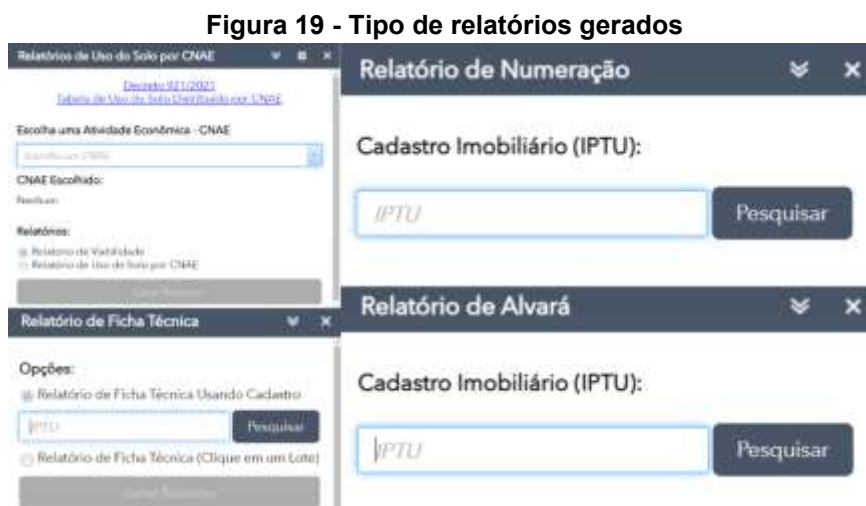 Figura 19 - Tipo de relatórios gerados
Relatórios de Uso do Solo por CNAE
Decreto 921/2021
Tabela de Uso do Solo Distribuído por CNAE
Escolha uma Atividade Econômica - CNAE
CNAE Escolhido:
Nenhum
Relatórios:
Relatório de Viabilidade
Relatório de Uso do Solo por CNAE
Relatório de Ficha Técnica
Opções:
Relatório de Ficha Técnica Usando Cadastro
IPTU
Pesquisar
Relatório de Ficha Técnica (Clique em um Lote)
Relatório de Numeração
Cadastro Imobiliário (IPTU):
IPTU
Pesquisar
Relatório de Alvará
Cadastro Imobiliário (IPTU):
IPTU
Pesquisar